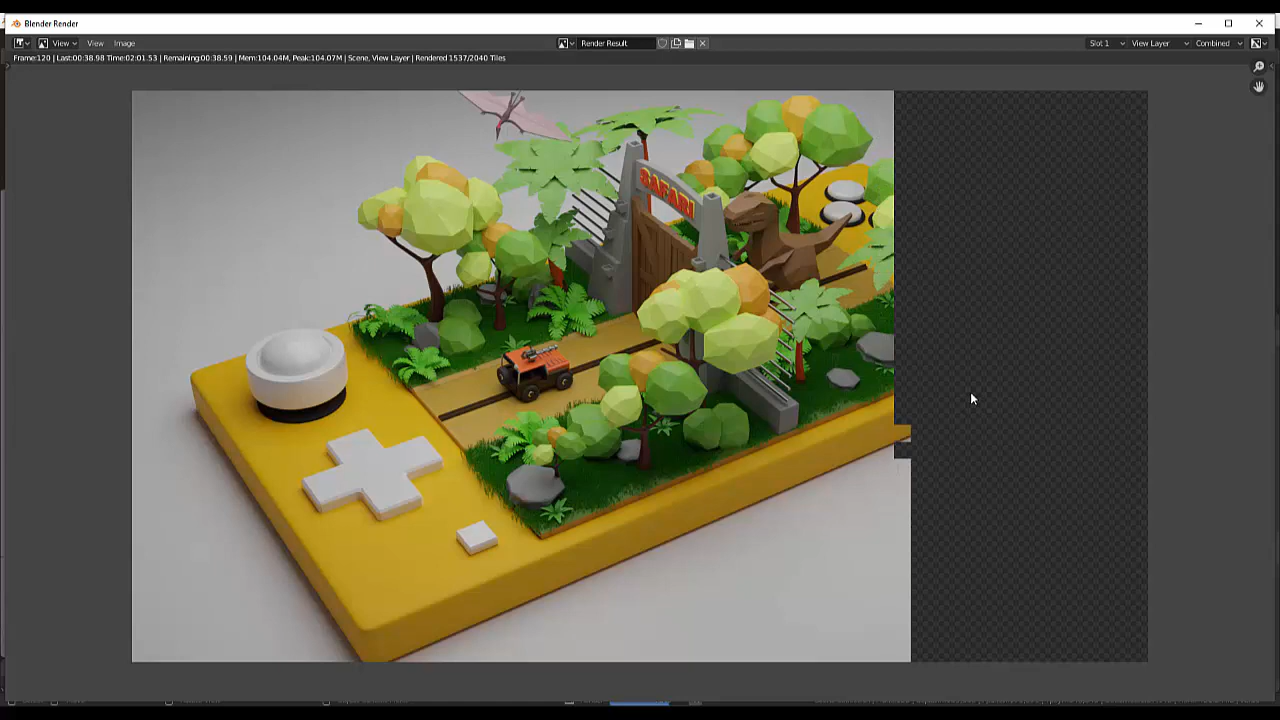 Blender Render
View View Image Render Result Slot 1 View Layer Combined
Frame:120 | Last:00:38.98 Time:02:01.53 | Remaining:00:38.59 | Mem:104.04M, Peak:104.07M | Scene, View Layer | Rendered 1537/2040 Tiles
SAFARI